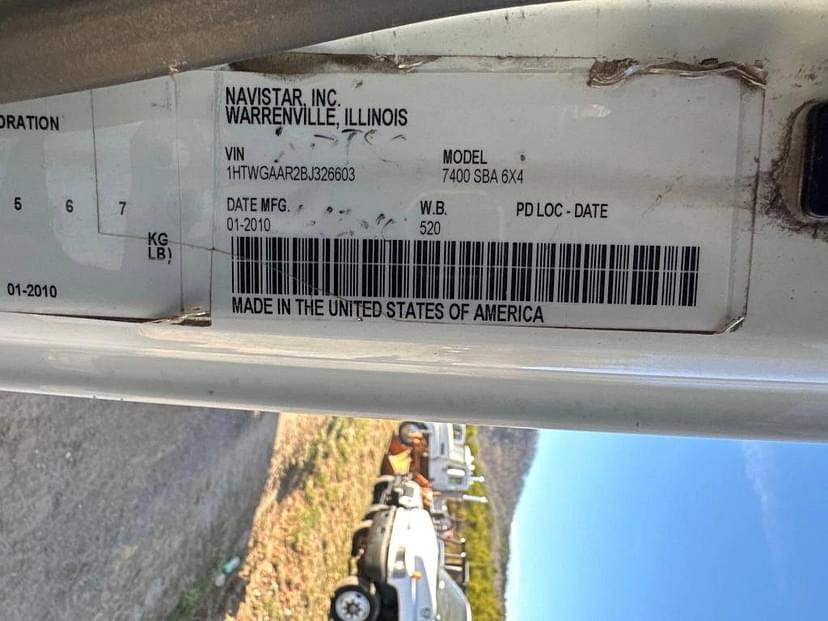 ORATION
5 6 7
KG
LB)
01-2010
NAVISTAR, INC.
WARRENVILLE, ILLINOIS
VIN MODEL
1HTWGAAR2BJ326603 7400 SBA 6X4
DATE MFG. W.B. PD LOC - DATE
01-2010 520
MADE IN THE UNITED STATES OF AMERICA